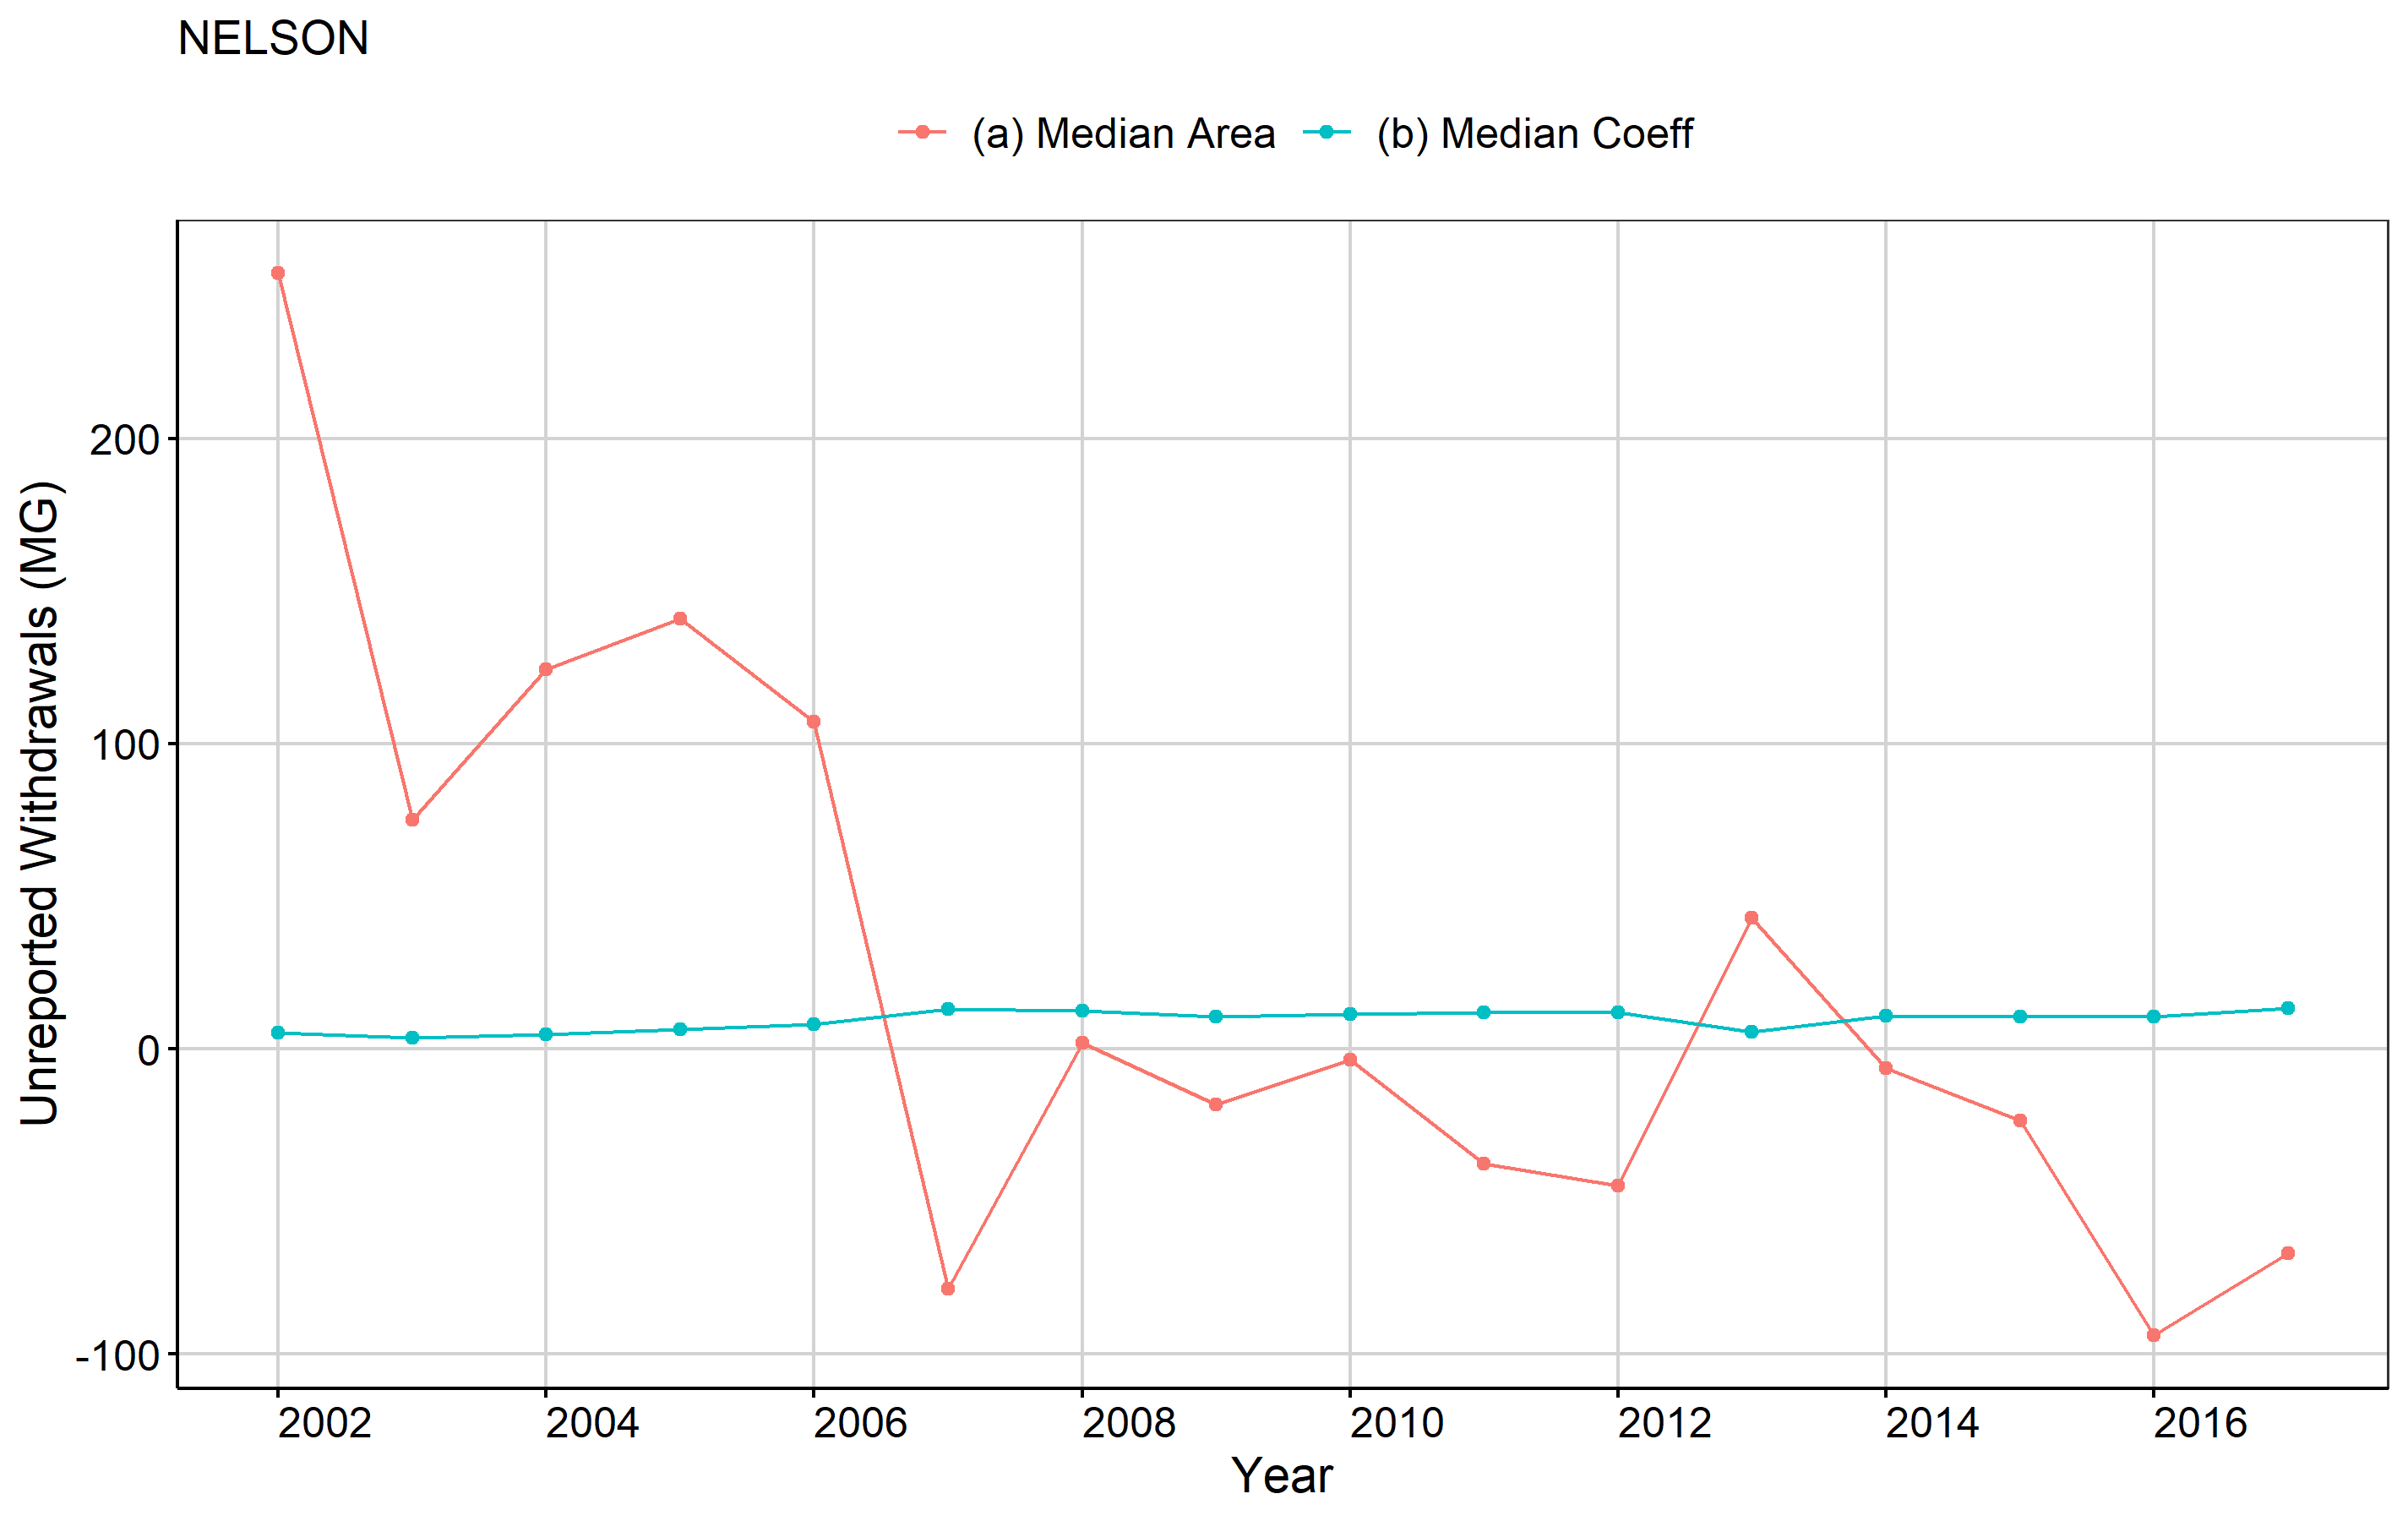 NELSON
(a) Median Area (b) Median Coeff
Unreported Withdrawals (MG)
200
100
0
-100
2002 2004 2006 2008 2010 2012 2014 2016
Year